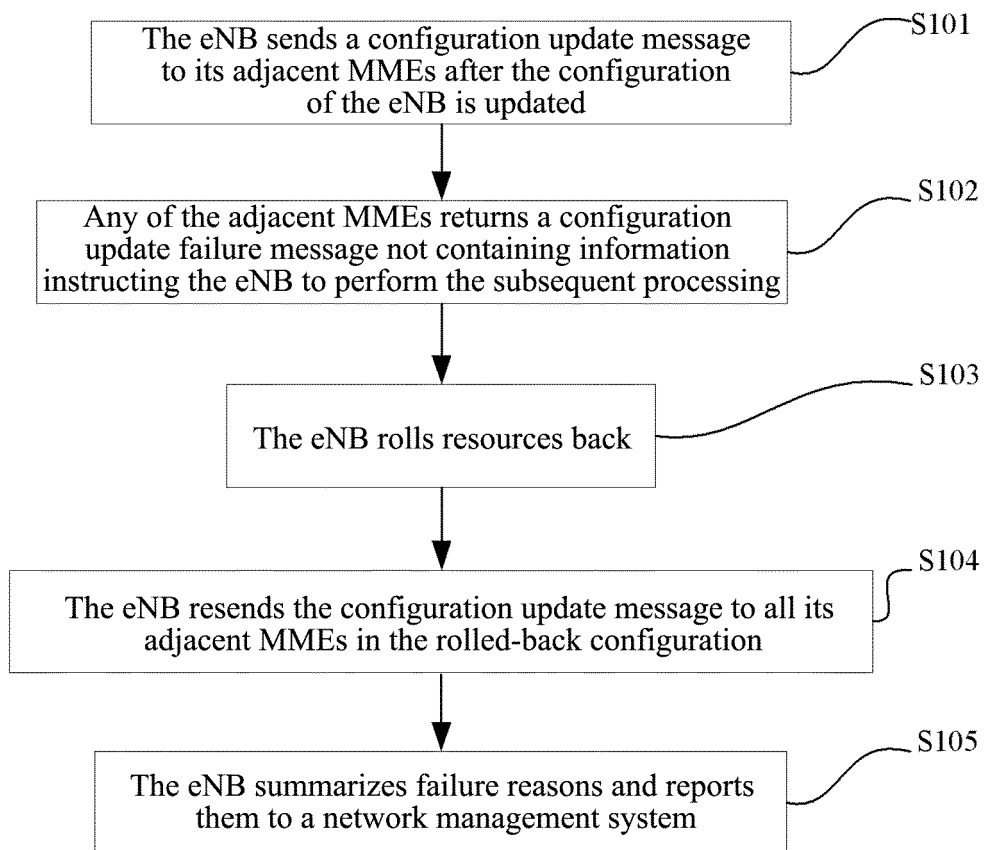 The eNB sends a configuration update message
to its adjacent MMEs after the configuration
of the eNB is updated
S101
Any of the adjacent MMEs returns a configuration
update failure message not containing information
instructing the eNB to perform the subsequent processing
S102
The eNB rolls resources back
S103
The eNB resends the configuration update message to all its
adjacent MMEs in the rolled-back configuration
S104
The eNB summarizes failure reasons and reports
them to a network management system
S105